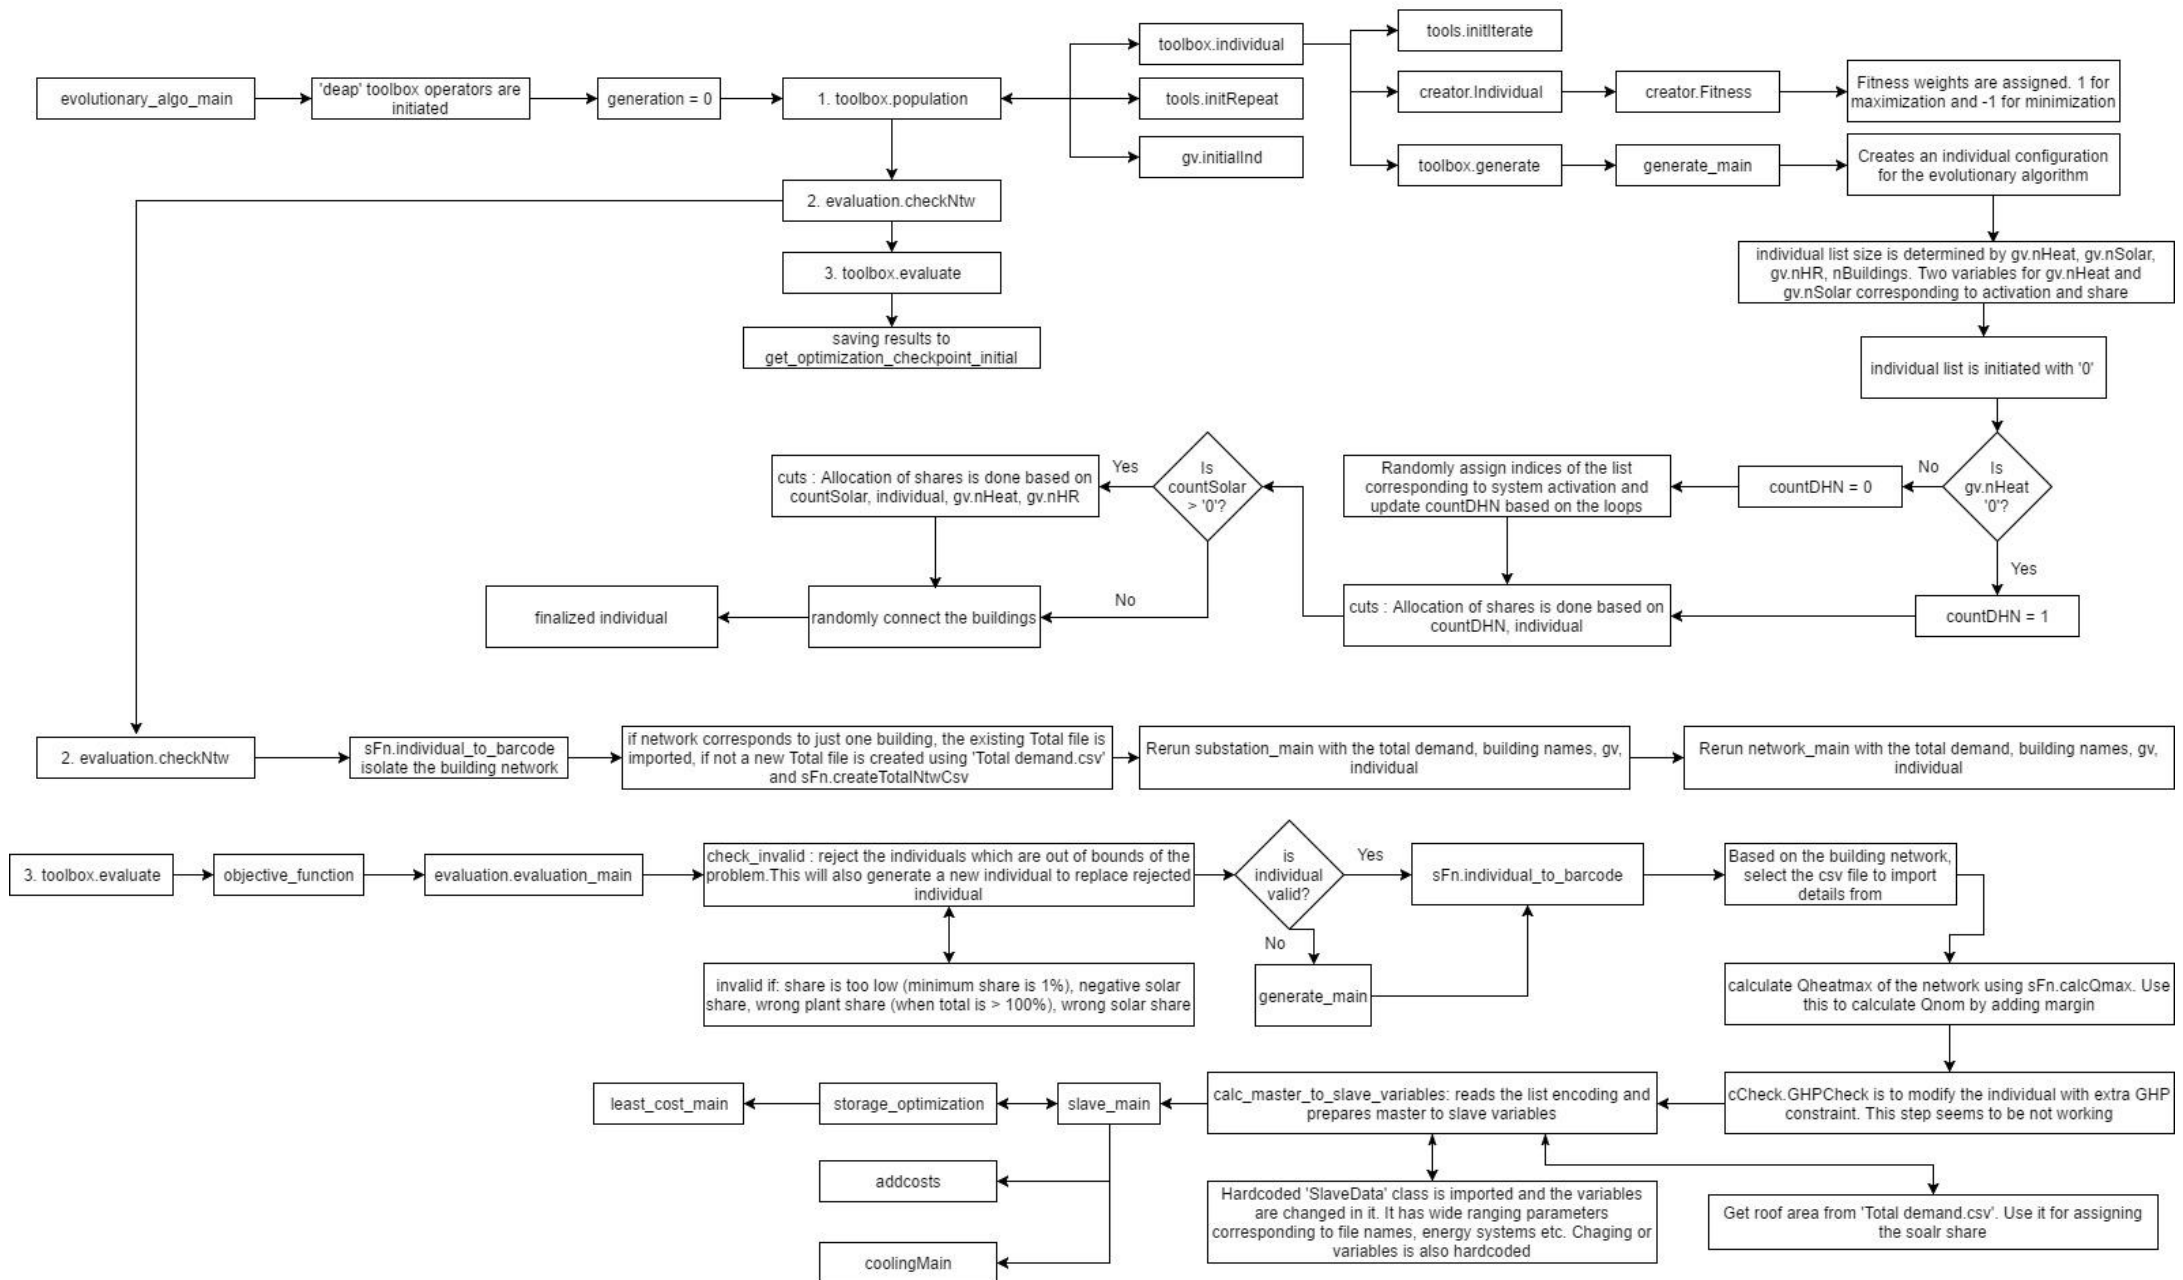 toolbox.individual
tools.initIterate
evolutionary_algo_main
'deap' toolbox operators are
initiated
generation = 0
1. toolbox.population
tools.initRepeat
creator.Individual
creator.Fitness
Fitness weights are assigned. 1 for
maximization and -1 for minimization
gv.initialInd
toolbox.generate
generate_main
Creates an individual configuration
for the evolutionary algorithm
2. evaluation.checkNtw
3. toolbox.evaluate
individual list size is determined by gv.nHeat, gv.nSolar,
gv.nHR, nBuildings. Two variables for gv.nHeat and
gv.nSolar corresponding to activation and share
saving results to
get_optimization_checkpoint_initial
individual list is initiated with '0'
cuts : Allocation of shares is done based on
countSolar, individual, gv.nHeat, gv.nHR
Yes
Is
countSolar
> '0'?
Randomly assign indices of the list
corresponding to system activation and
update countDHN based on the loops
countDHN = 0
No
Is
gv.nHeat
'0'?
Yes
finalized individual
randomly connect the buildings
No
cuts : Allocation of shares is done based on
countDHN, individual
countDHN = 1
2. evaluation.checkNtw
sFn.individual_to_barcode
isolate the building network
if network corresponds to just one building, the existing Total file is
imported, if not a new Total file is created using 'Total demand.csv'
and sFn.createTotalNtwCsv
Rerun substation_main with the total demand, building names, gv,
individual
Rerun network_main with the total demand, building names, gv,
individual
3. toolbox.evaluate
objective_function
evaluation.evaluation_main
check_invalid : reject the individuals which are out of bounds of the
problem.This will also generate a new individual to replace rejected
individual
is
individual
valid?
Yes
sFn.individual_to_barcode
Based on the building network,
select the csv file to import
details from
No
invalid if: share is too low (minimum share is 1%), negative solar
share, wrong plant share (when total is > 100%), wrong solar share
generate_main
calculate Qheatmax of the network using sFn.calcQmax. Use
this to calculate Qnom by adding margin
least_cost_main
storage_optimization
slave_main
calc_master_to_slave_variables: reads the list encoding and
prepares master to slave variables
cCheck.GHPCheck is to modify the individual with extra GHP
constraint. This step seems to be not working
addcosts
Hardcoded 'SlaveData' class is imported and the variables
are changed in it. It has wide ranging parameters
corresponding to file names, energy systems etc. Chaging or
variables is also hardcoded
Get roof area from 'Total demand.csv'. Use it for assigning
the soalr share
coolingMain